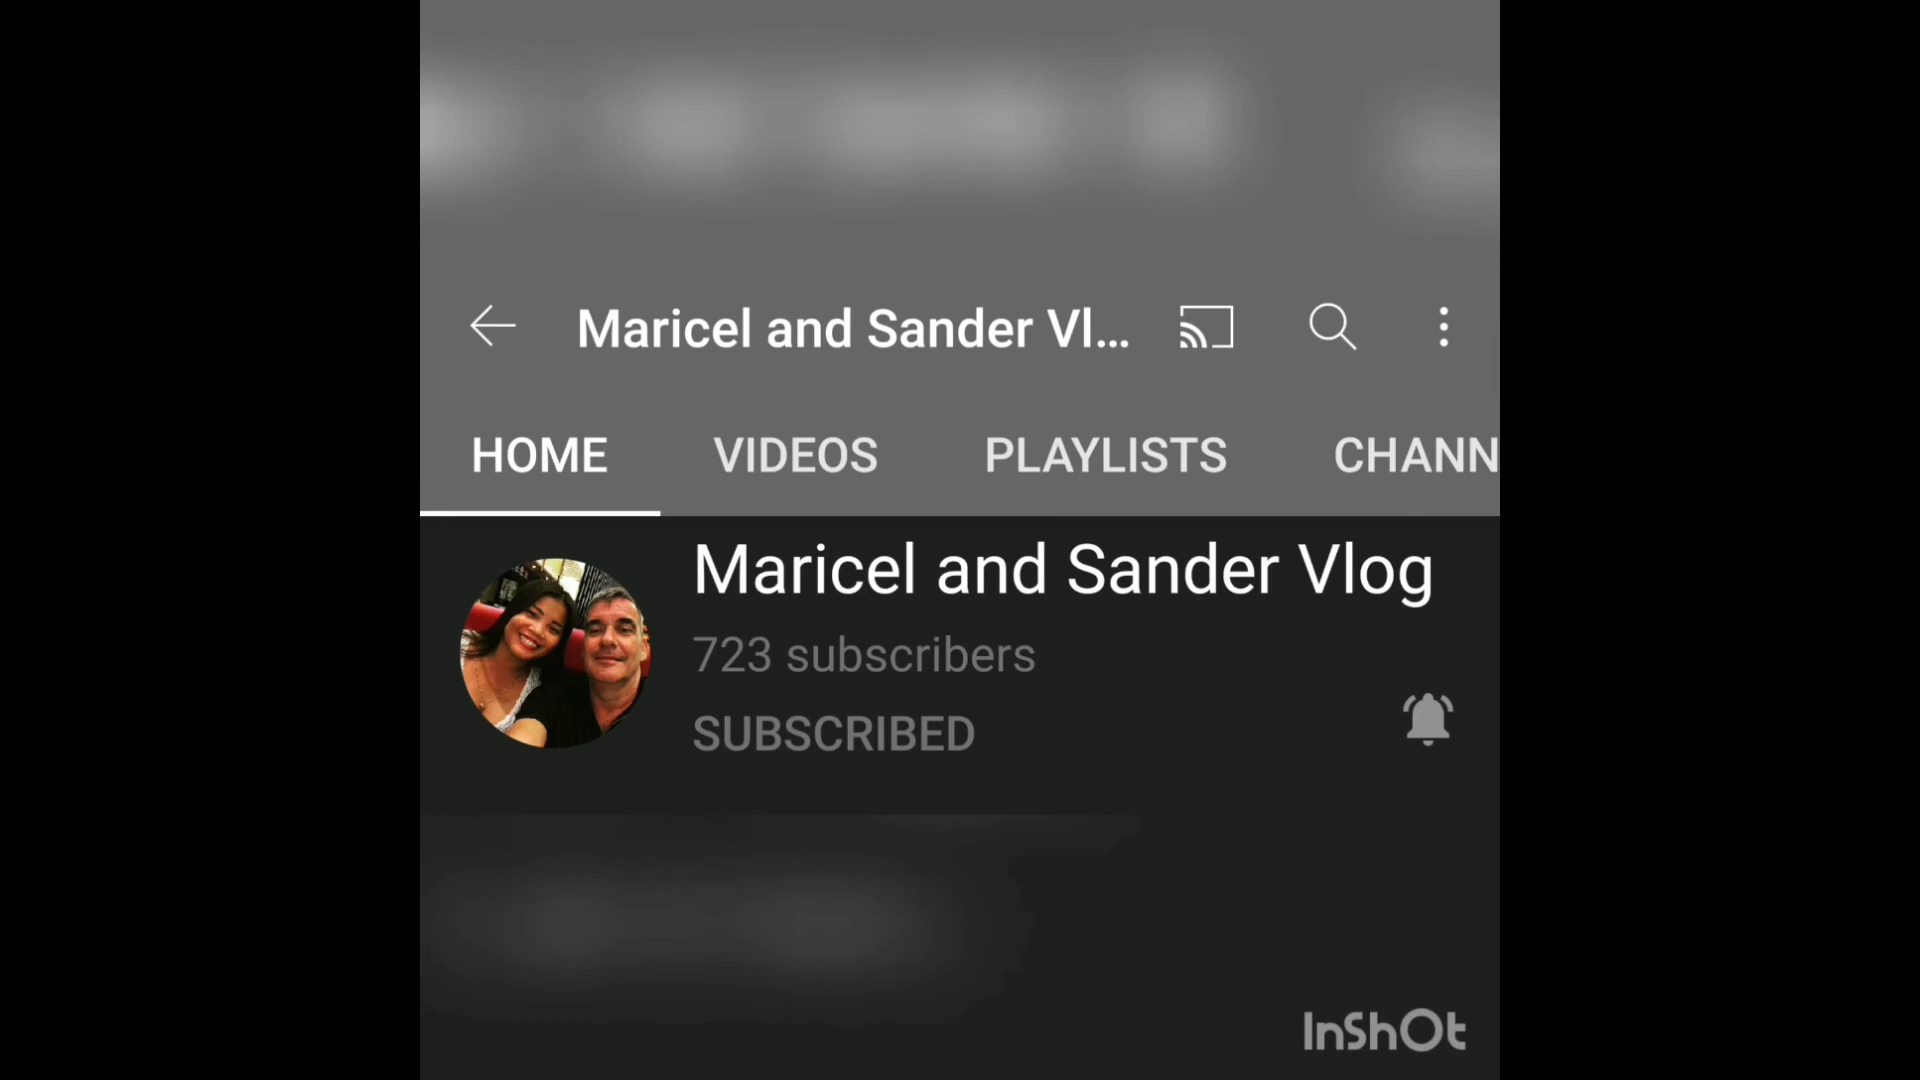 Maricel and Sander Vl...
HOME VIDEOS PLAYLISTS CHANN
Maricel and Sander Vlog
723 subscribers
SUBSCRIBED
InShOt